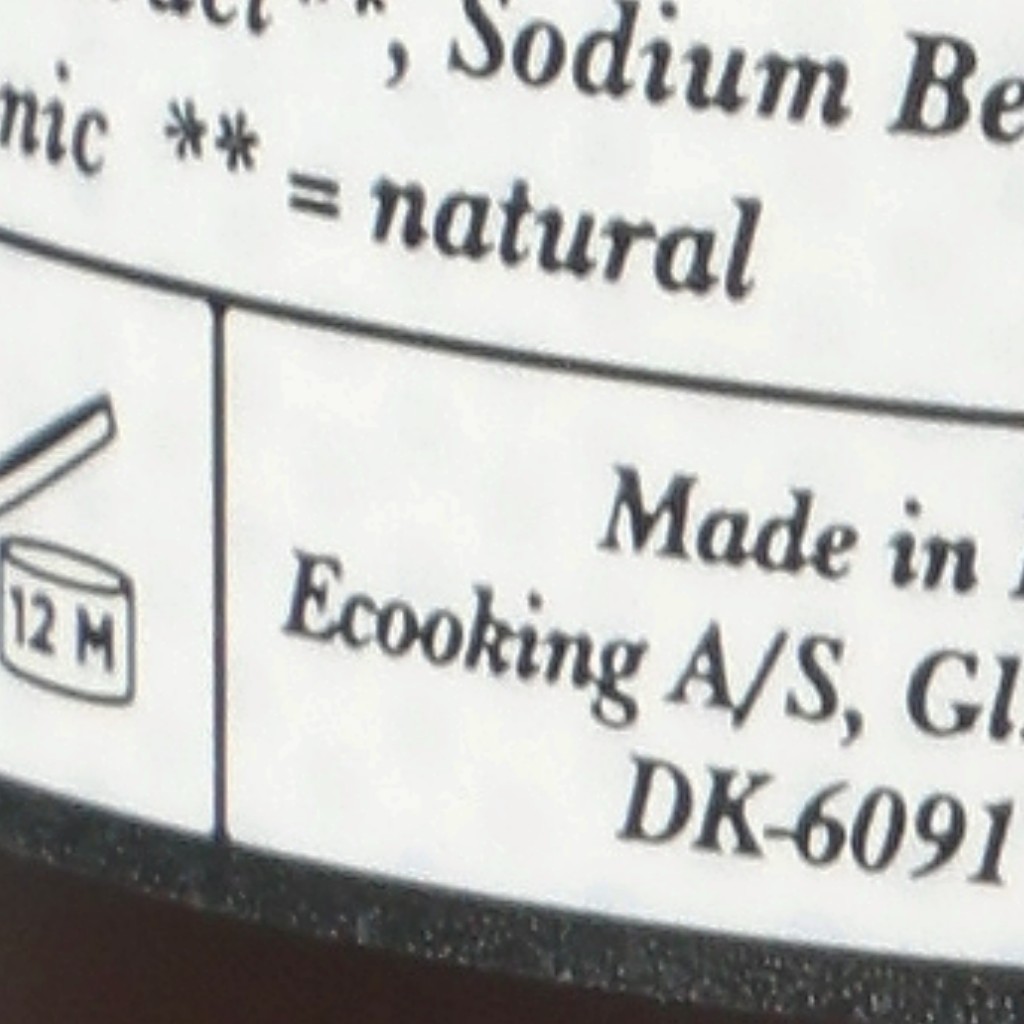 **, Sodium Be
nic ** = natural
12 M
Made in
Ecooking A/S, Gl.
DK-6091